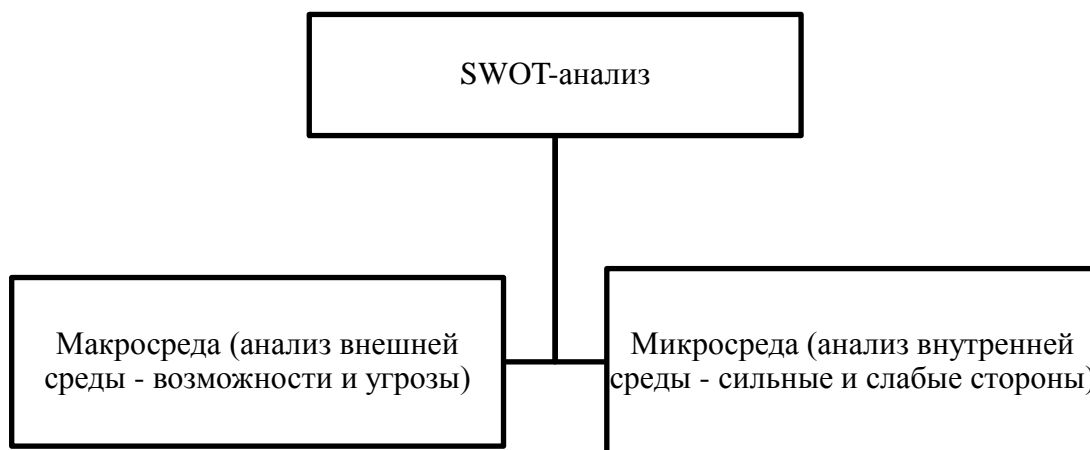 SWOT-анализ
Макросреда (анализ внешней
среды - возможности и угрозы)
Микросреда (анализ внутренней
среды - сильные и слабые стороны)